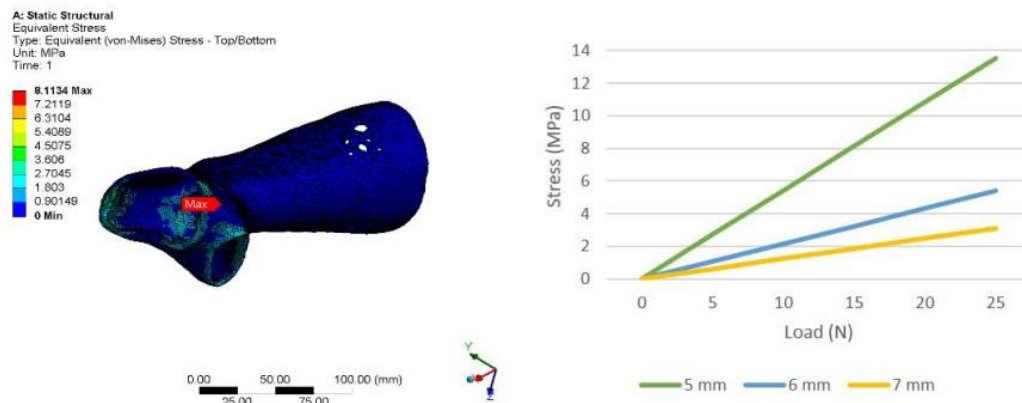 A: Static Structural
Equivalent Stress
Type: Equivalent (von-Mises) Stress - Top/Bottom
Unit: MPa
Time: 1
8.1134 Max
7.2119
6.3104
5.4089
4.5075
3.606
2.7045
1.803
0.90149
0 Min
Max
0.00 50.00 100.00 (mm)
25.00 75.00
Y
Z
Stress (MPa)
14
12
10
8
6
4
2
0
0 5 10 15 20 25
Load (N)
5 mm 6 mm 7 mm